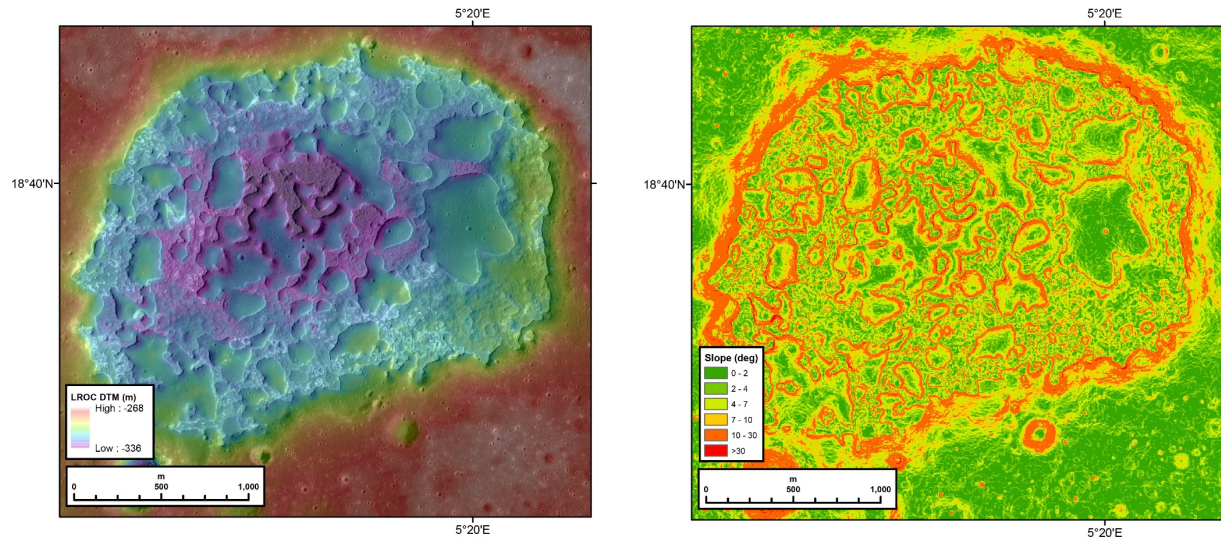 5°20'E
18°40'N
LROC DTM (m)
High : -268
Low : -336
m
0 500 1,000
5°20'E
5°20'E
18°40'N
Slope (deg)
0 - 2
2 - 4
4 - 7
7 - 10
10 - 30
>30
m
0 500 1,000
5°20'E